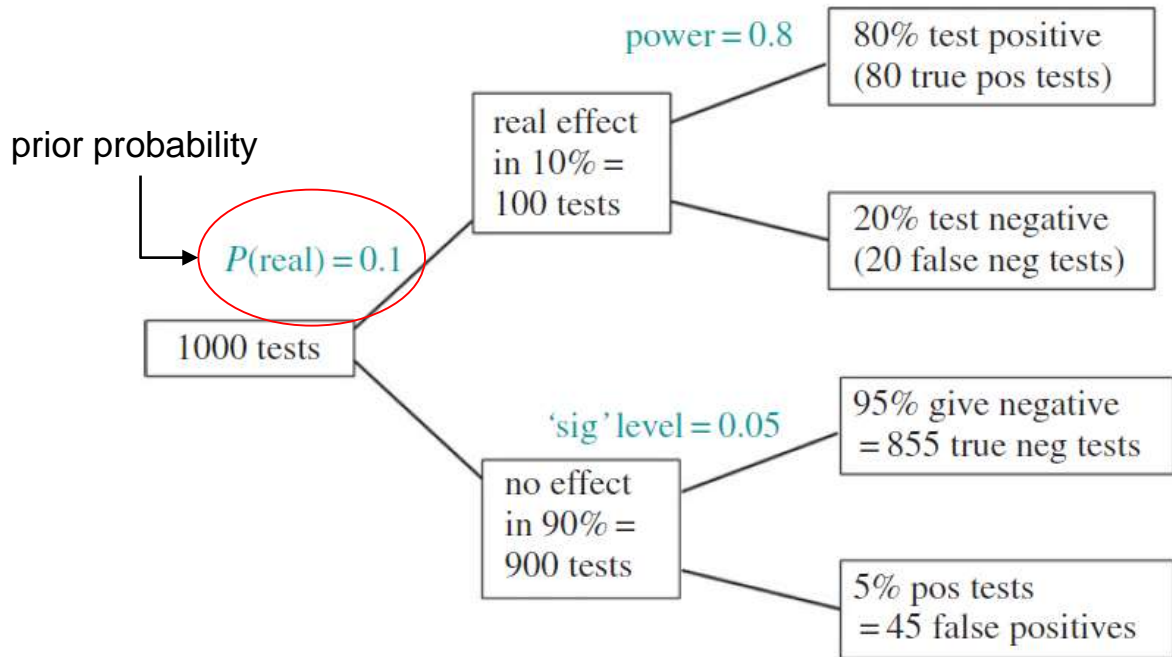 prior probability
P(real) = 0.1
1000 tests
real effect
in 10% =
100 tests
power = 0.8
80% test positive
(80 true pos tests)
20% test negative
(20 false neg tests)
‘sig’ level = 0.05
no effect
in 90% =
900 tests
95% give negative
= 855 true neg tests
5% pos tests
= 45 false positives